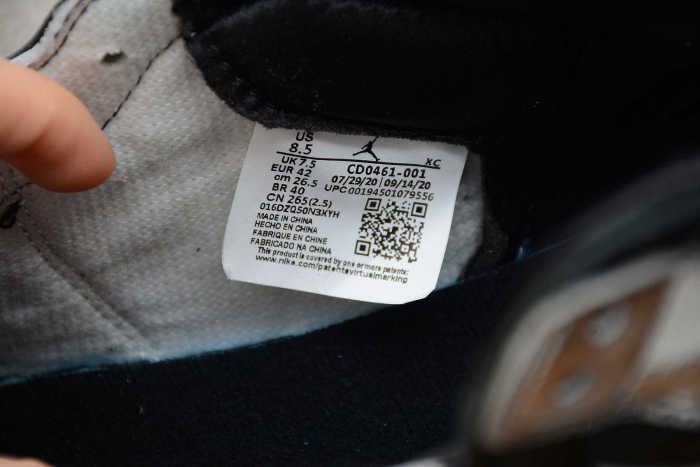 US
8.5
XC
UK 7.5
CD0461-001
EUR 42
07/29/20 | 09/14/20
cm 26.5
UPC 00194501079556
BR 40
CN 265(2.5)
016DZQ50N3XYH
MADE IN CHINA
HECHO EN CHINA
FABRIQUE EN CHINE
FABRICADO NA CHINA
This product is covered by one or more patents:
www.nike.com/patentsvirtualmarking